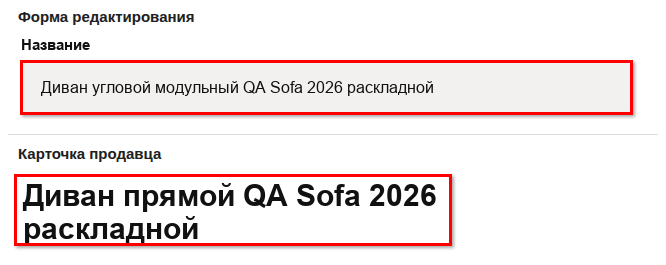 Форма редактирования
Название
Диван угловой модульный QA Sofa 2026 раскладной
Карточка продавца
Диван прямой QA Sofa 2026
раскладной